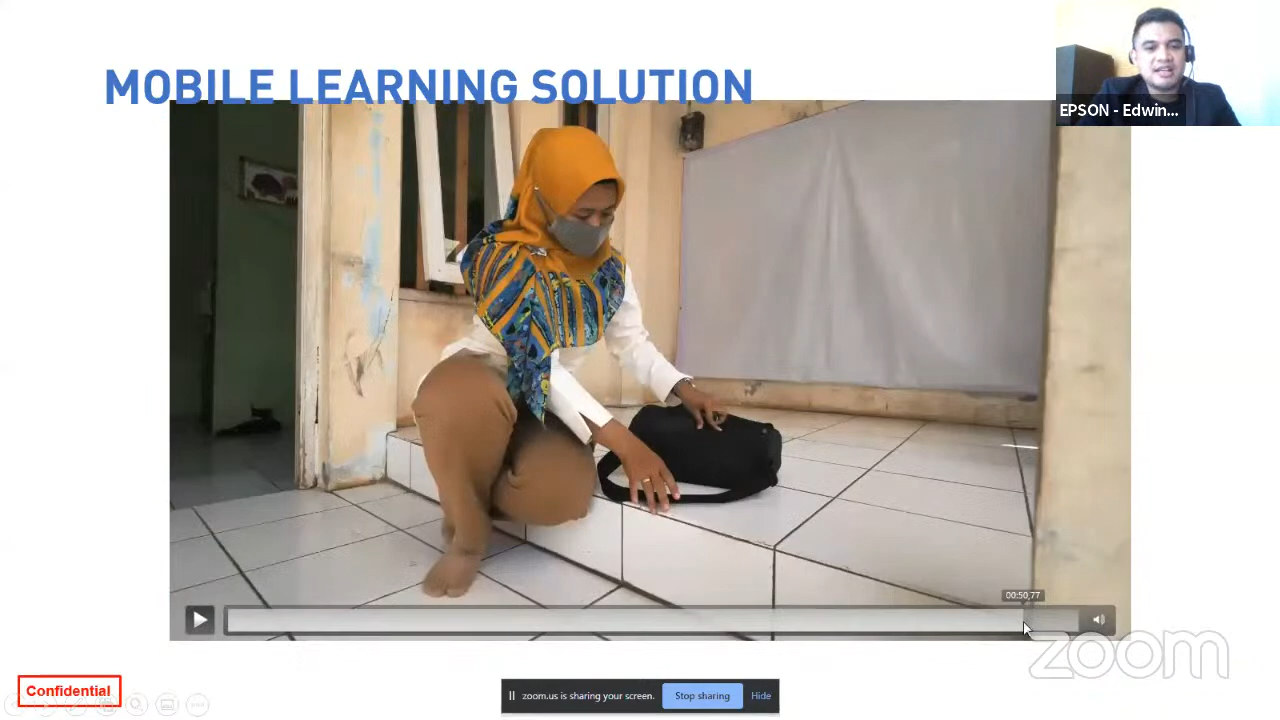 MOBILE LEARNING SOLUTION
EPSON - Edwin...
00:50,77
zoom
Confidential
zoom.us is sharing your screen.
Stop sharing
Hide